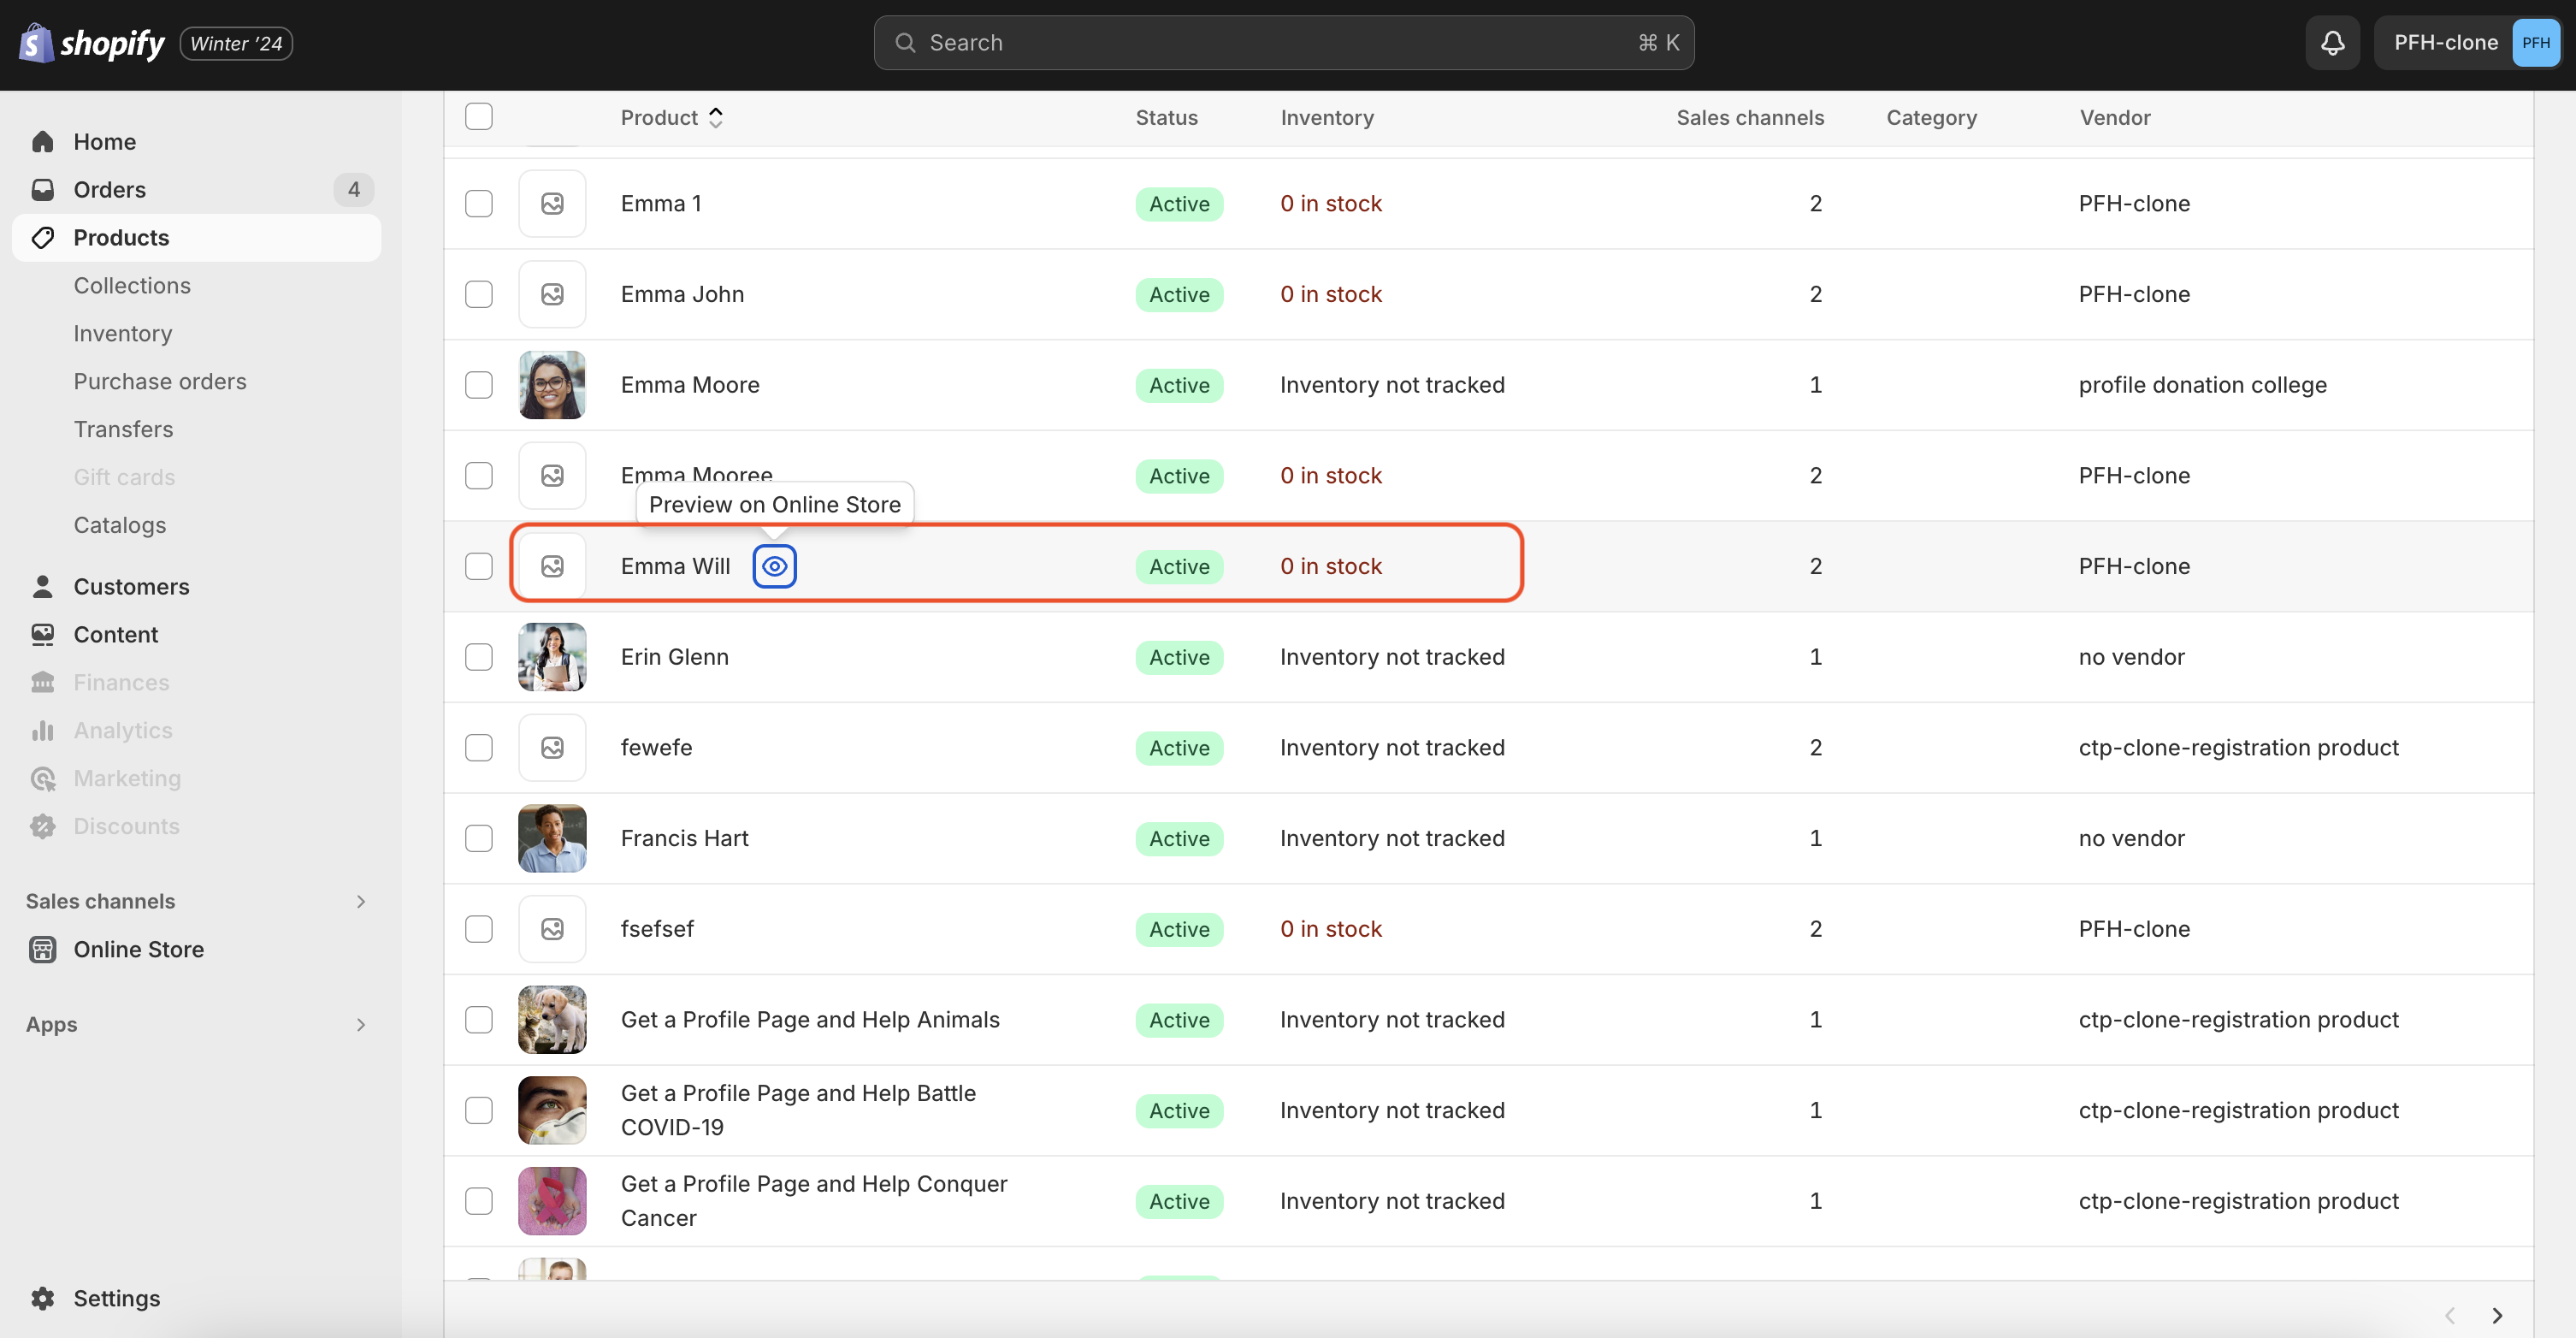 shopify Winter '24
Search ⌘ K
PFH-clone PFH
Home
Orders 4
Products
Collections
Inventory
Purchase orders
Transfers
Gift cards
Catalogs
Customers
Content
Finances
Analytics
Marketing
Discounts
Sales channels
Online Store
Apps
Settings
Product Status Inventory Sales channels Category Vendor
Emma 1 Active 0 in stock 2 PFH-clone
Emma John Active 0 in stock 2 PFH-clone
Emma Moore Active Inventory not tracked 1 profile donation college
Emma Mooree Active 0 in stock 2 PFH-clone
Preview on Online Store
Emma Will Active 0 in stock 2 PFH-clone
Erin Glenn Active Inventory not tracked 1 no vendor
fewefe Active Inventory not tracked 2 ctp-clone-registration product
Francis Hart Active Inventory not tracked 1 no vendor
fsefsef Active 0 in stock 2 PFH-clone
Get a Profile Page and Help Animals Active Inventory not tracked 1 ctp-clone-registration product
Get a Profile Page and Help Battle
COVID-19 Active Inventory not tracked 1 ctp-clone-registration product
Get a Profile Page and Help Conquer
Cancer Active Inventory not tracked 1 ctp-clone-registration product